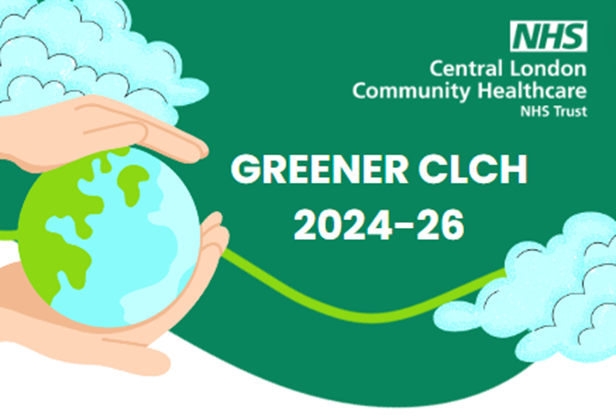 NHS
Central London
Community Healthcare
NHS Trust
GREENER CLCH
2024-26